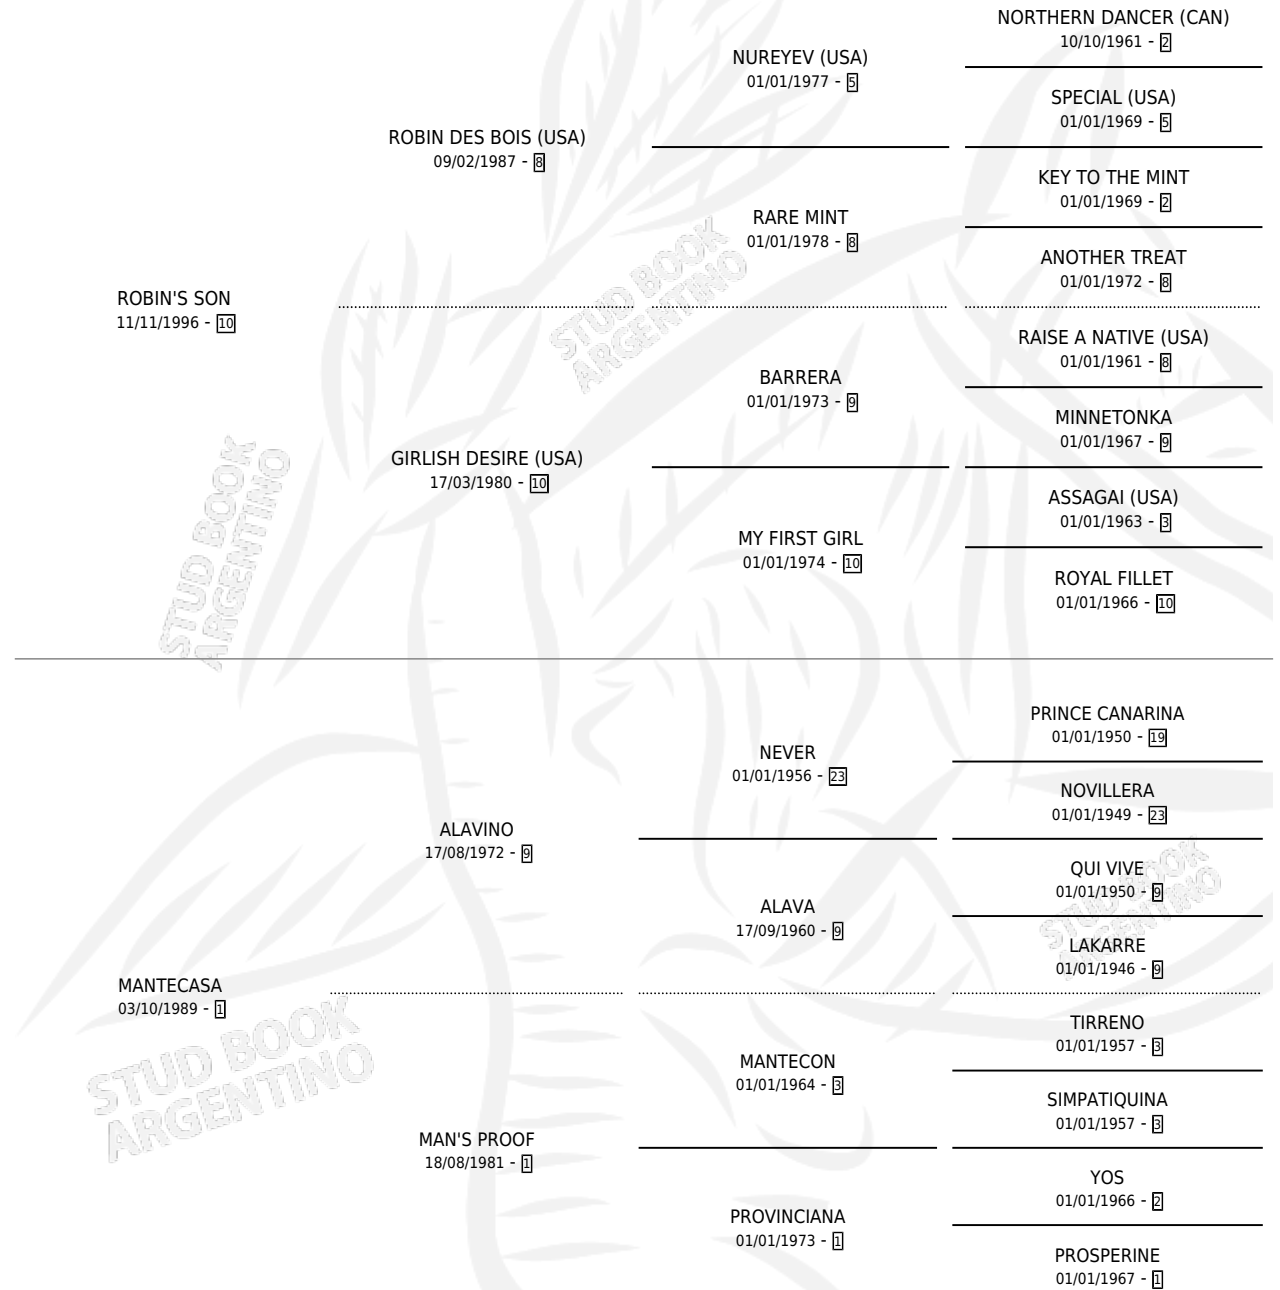 NORTHERN DANCER (CAN)
10/10/1961 - 2
NUREYEV (USA)
01/01/1977 - 5
SPECIAL (USA)
01/01/1969 - 5
ROBIN DES BOIS (USA)
09/02/1987 - 8
KEY TO THE MINT
01/01/1969 - 2
RARE MINT
01/01/1978 - 8
ANOTHER TREAT
01/01/1972 - 8
ROBIN'S SON
11/11/1996 - 10
STUD BOOK
ARGENTINO
RAISE A NATIVE (USA)
01/01/1961 - 8
BARRERA
01/01/1973 - 9
MINNETONKA
01/01/1967 - 9
GIRLISH DESIRE (USA)
17/03/1980 - 10
ASSAGAI (USA)
01/01/1963 - 3
MY FIRST GIRL
01/01/1974 - 10
ROYAL FILLET
01/01/1966 - 10
STUD BOOK
ARGENTINO
PRINCE CANARINA
01/01/1950 - 19
NEVER
01/01/1956 - 23
NOVILLERA
01/01/1949 - 23
ALAVINO
17/08/1972 - 9
QUI VIVE
01/01/1950 - 9
ALAVA
17/09/1960 - 9
LAKARRE
01/01/1946 - 9
STUD BOOK
ARGENTINO
MANTECASA
03/10/1989 - 1
TIRRENO
01/01/1957 - 3
MANTECON
01/01/1964 - 3
SIMPATIQUINA
01/01/1957 - 3
STUD BOOK
ARGENTINO
MAN'S PROOF
18/08/1981 - 1
YOS
01/01/1966 - 2
PROVINCIANA
01/01/1973 - 1
PROSPERINE
01/01/1967 - 1